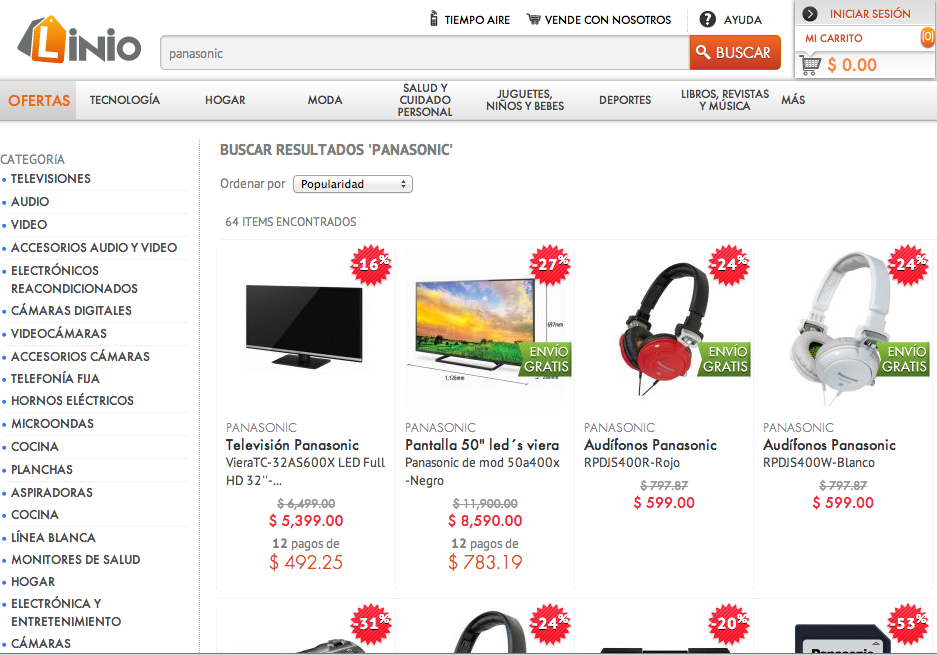 TIEMPO AIRE
VENDE CON NOSOTROS
? AYUDA
INICIAR SESIÓN
Linio
panasonic
BUSCAR
MI CARRITO
(0)
$ 0.00
OFERTAS
TECNOLOGÍA
HOGAR
MODA
SALUD Y
CUIDADO
PERSONAL
JUGUETES,
NIÑOS Y BEBES
DEPORTES
LIBROS, REVISTAS
Y MÚSICA
MÁS
CATEGORíA
TELEVISIONES
AUDIO
VIDEO
ACCESORIOS AUDIO Y VIDEO
ELECTRÓNICOS
REACONDICIONADOS
CÁMARAS DIGITALES
VIDEOCÁMARAS
ACCESORIOS CÁMARAS
TELEFONÍA FIJA
HORNOS ELÉCTRICOS
MICROONDAS
COCINA
PLANCHAS
ASPIRADORAS
COCINA
LÍNEA BLANCA
MONITORES DE SALUD
HOGAR
ELECTRÓNICA Y
ENTRETENIMIENTO
CÁMARAS
BUSCAR RESULTADOS 'PANASONIC'
Ordenar por
Popularidad
64 ITEMS ENCONTRADOS
-16%
PANASONIC
Televisión Panasonic
VieraTC-32AS600X LED Full
HD 32''-...
$ 6,499.00
$ 5,399.00
12 pagos de
$ 492.25
-27%
697mm
1,126mm
ENVÍO
GRATIS
PANASONIC
Pantalla 50" led´s viera
Panasonic de mod 50a400x
-Negro
$ 11,900.00
$ 8,590.00
12 pagos de
$ 783.19
-24%
ENVÍO
GRATIS
PANASONIC
Audífonos Panasonic
RPDJS400R-Rojo
$ 797.87
$ 599.00
-24%
Panasonic
ENVÍO
GRATIS
PANASONIC
Audífonos Panasonic
RPDJS400W-Blanco
$ 797.87
$ 599.00
-31%
-24%
-20%
-53%
Panasonic